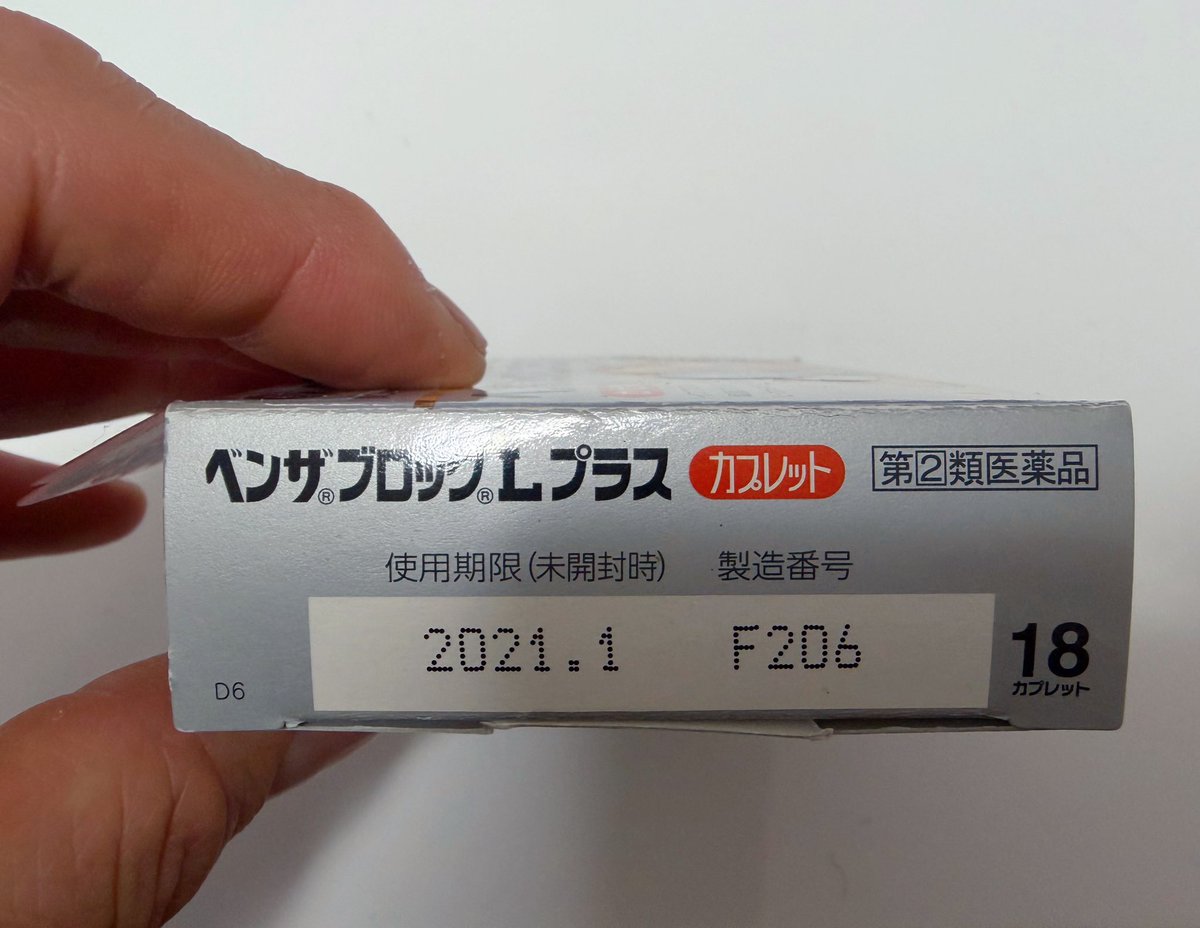 ベンザ®ブロック®Lプラス カプレット 第②類医薬品
使用期限(未開封時) 製造番号
2021.1 F206
D6
18
カプレット